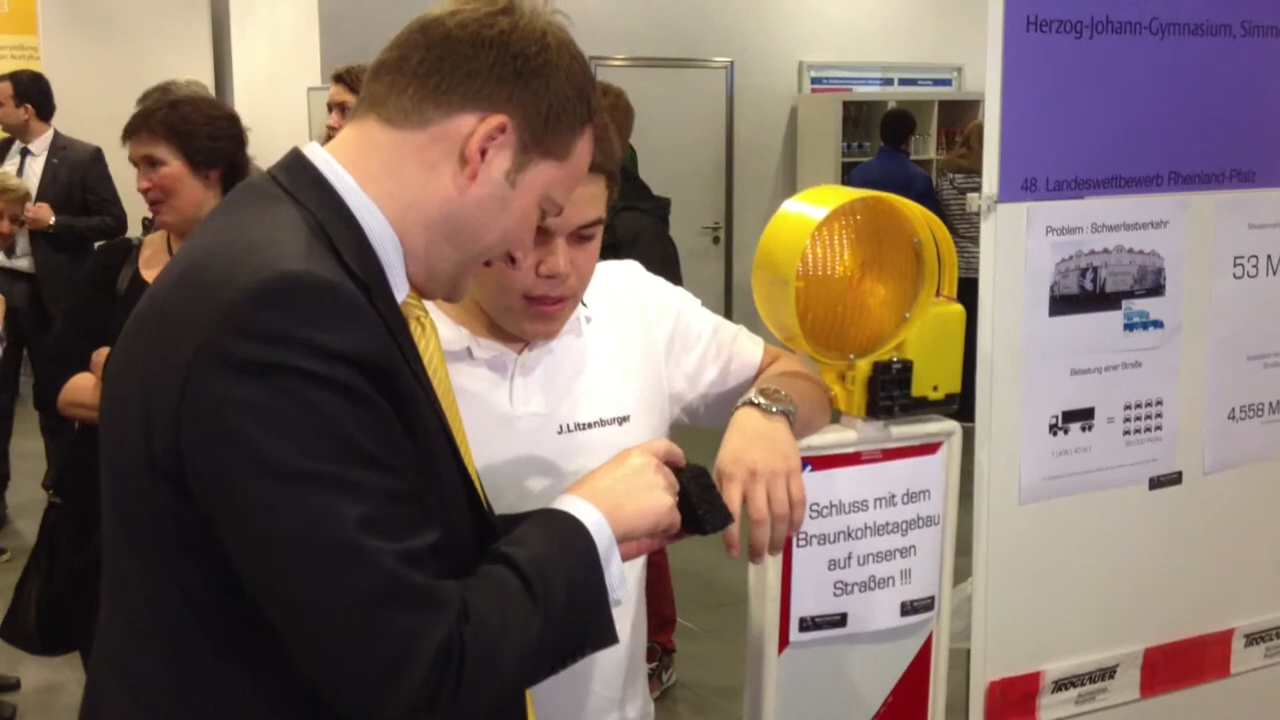 Herzog-Johann-Gymnasium, Simm
48. Landeswettbewerb Rheinland-Pfalz
Problem : Schwerlastverkehr
53 M
Belastung einer Straße
=
4,558 M
J.Litzenburger
Schluss mit dem
Braunkohletagebau
auf unseren
Straßen !!!
TROGLAUER
TROGLAUER